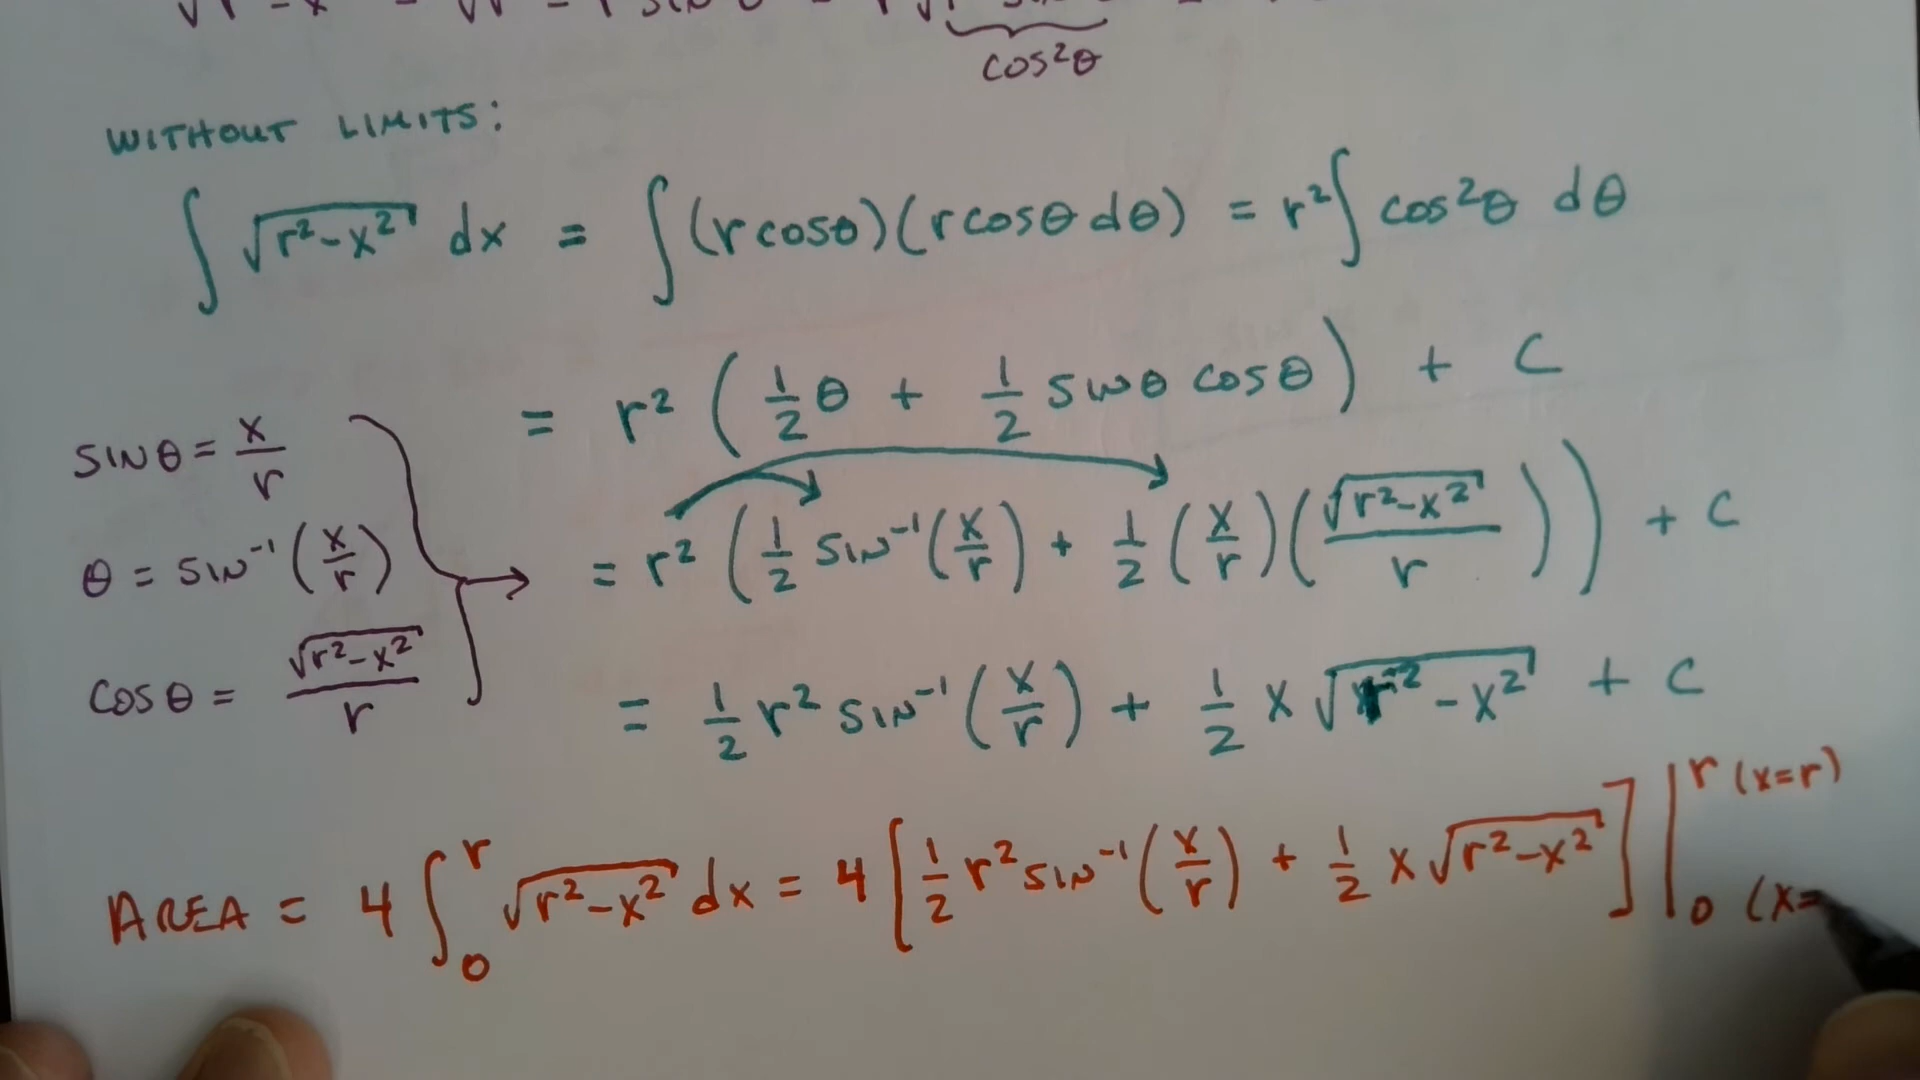 cos²θ
WITHOUT LIMITS:
∫ √(r²-x²) dx = ∫ (r cosθ)(r cosθ dθ) = r² ∫ cos²θ dθ
= r² ( 1/2 θ + 1/2 sinθ cosθ ) + C
sinθ = x/r
= r² ( 1/2 sin⁻¹(x/r) + 1/2 (x/r)( √(r²-x²) / r ) ) + C
θ = sin⁻¹(x/r)
cosθ = √(r²-x²) / r
= 1/2 r² sin⁻¹(x/r) + 1/2 x √(r²-x²) + C
AREA = 4 ∫₀^r √(r²-x²) dx = 4 [ 1/2 r² sin⁻¹(x/r) + 1/2 x √(r²-x²) ] | r (x=r)
0 (x=